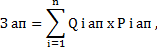 З ап = n ∑ i=1 Q i ап x P i ап ,